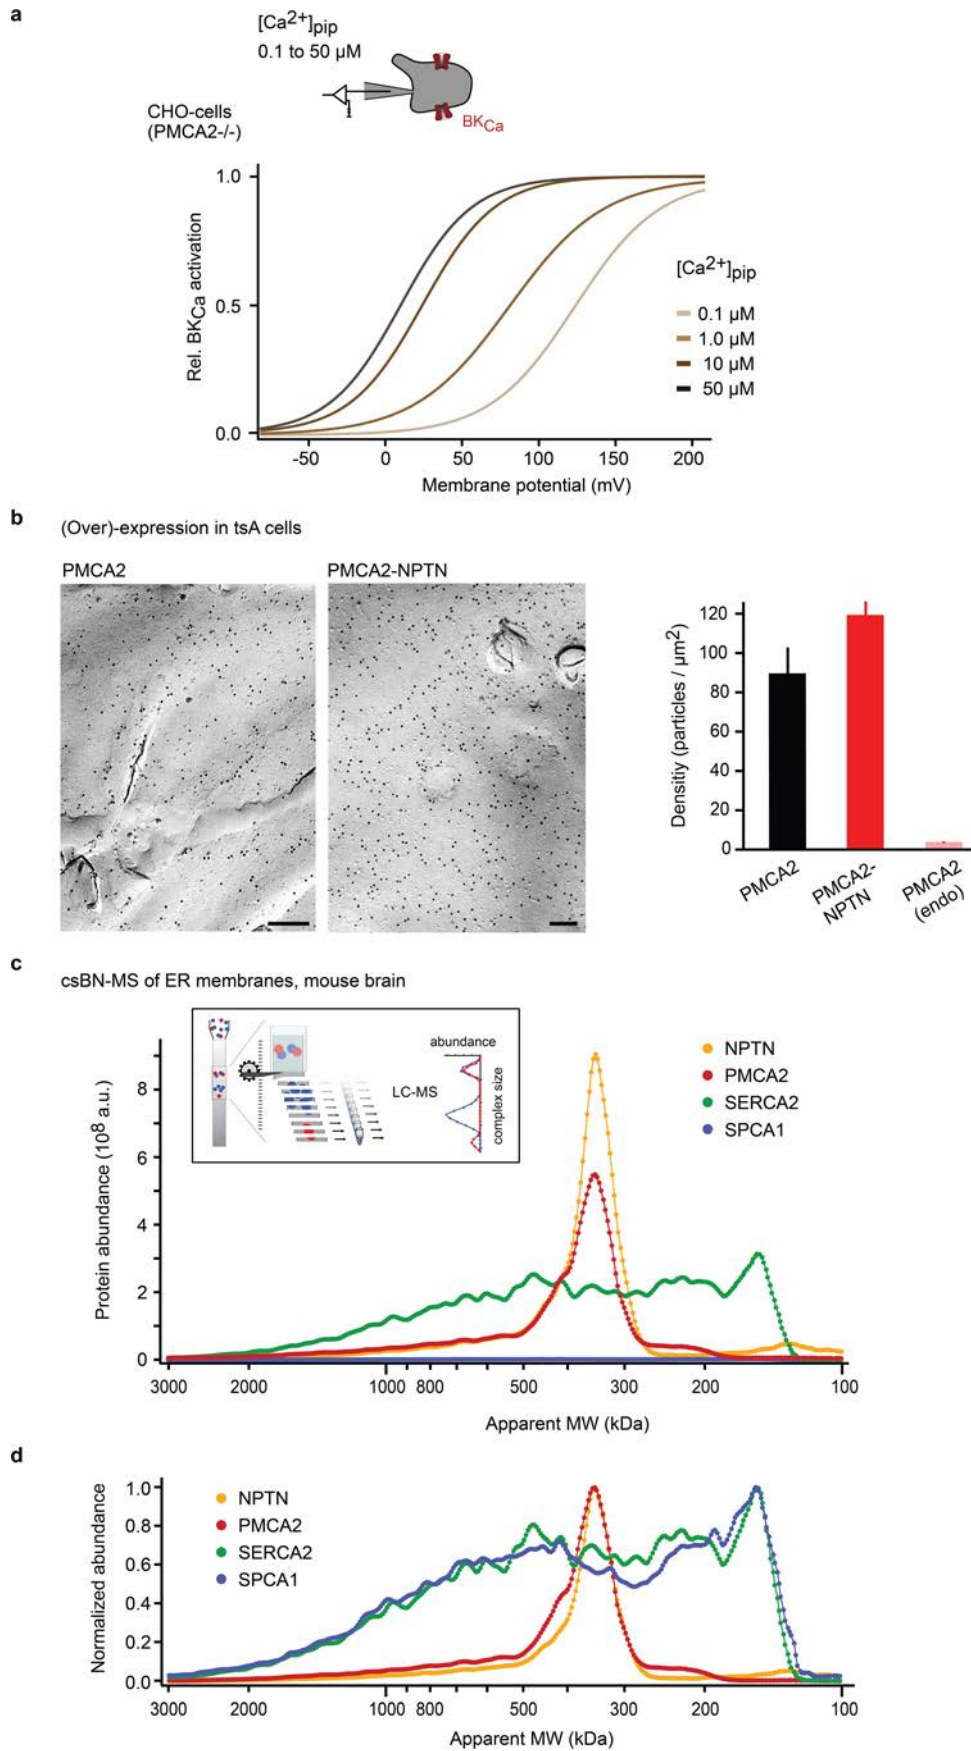 a
[Ca2+]pip
0.1 to 50 µM
CHO-cells
(PMCA2-/-)
BKCa
Rel. BKCa activation
1.0
0.5
0.0
-50 0 50 100 150 200
Membrane potential (mV)
[Ca2+]pip
0.1 µM
1.0 µM
10 µM
50 µM
b
(Over)-expression in tsA cells
PMCA2
PMCA2-NPTN
Densitiy (particles / µm2)
120
100
80
60
40
20
0
PMCA2
PMCA2-
NPTN
PMCA2
(endo)
c
csBN-MS of ER membranes, mouse brain
LC-MS
abundance
complex size
NPTN
PMCA2
SERCA2
SPCA1
Protein abundance (108 a.u.)
8
6
4
2
0
3000 2000 1000 800 500 300 200 100
Apparent MW (kDa)
d
NPTN
PMCA2
SERCA2
SPCA1
Normalized abundance
1.0
0.8
0.6
0.4
0.2
0.0
3000 2000 1000 800 500 300 200 100
Apparent MW (kDa)